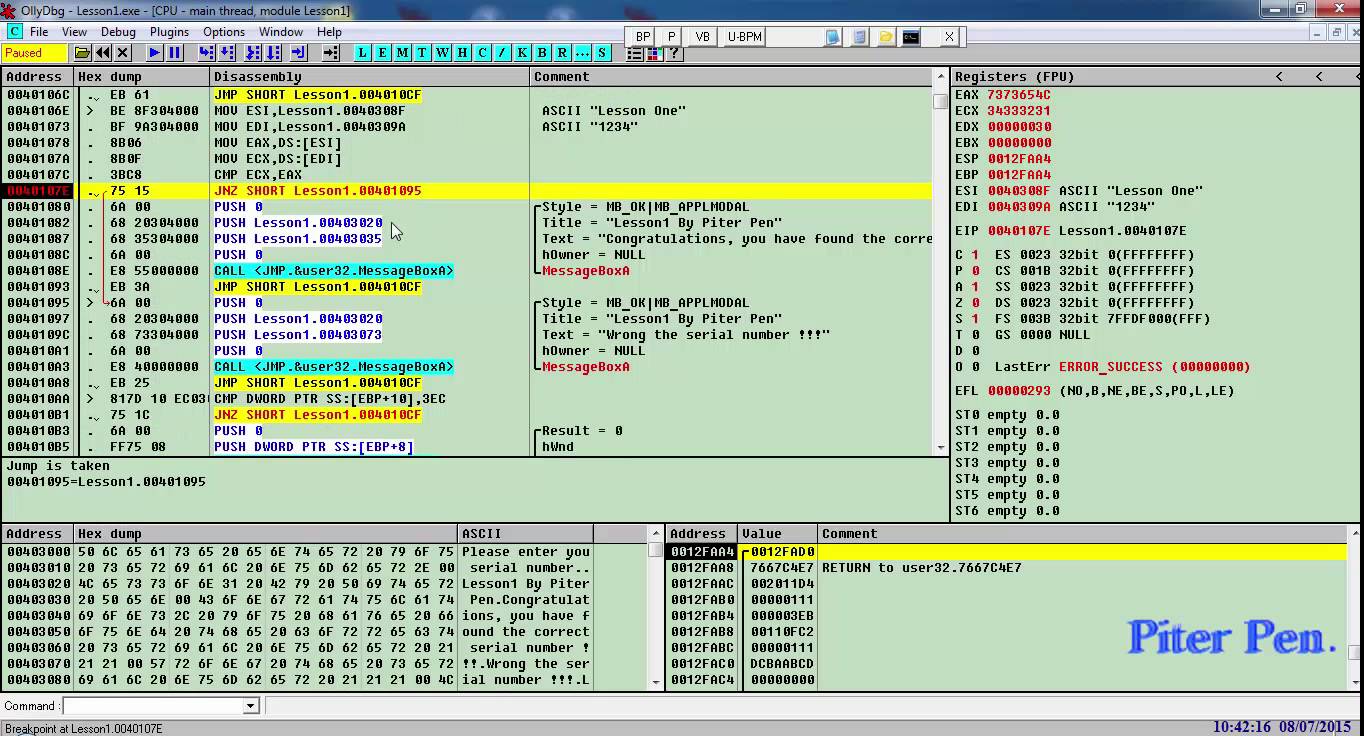 OllyDbg - Lesson1.exe - [CPU - main thread, module Lesson1]
C File View Debug Plugins Options Window Help
BP P VB U-BPM
Paused L E M T W H C / K B R ... S ?
Address Hex dump Disassembly Comment
0040106C . EB 61 JMP SHORT Lesson1.004010CF
0040106E > BE 8F304000 MOV ESI,Lesson1.0040308F ASCII "Lesson One"
00401073 . BF 9A304000 MOV EDI,Lesson1.0040309A ASCII "1234"
00401078 . 8B06 MOV EAX,DS:[ESI]
0040107A . 8B0F MOV ECX,DS:[EDI]
0040107C . 3BC8 CMP ECX,EAX
0040107E . 75 15 JNZ SHORT Lesson1.00401095
00401080 . 6A 00 PUSH 0 Style = MB_OK|MB_APPLMODAL
00401082 . 68 20304000 PUSH Lesson1.00403020 Title = "Lesson1 By Piter Pen"
00401087 . 68 35304000 PUSH Lesson1.00403035 Text = "Congratulations, you have found the corre
0040108C . 6A 00 PUSH 0 hOwner = NULL
0040108E . E8 55000000 CALL <JMP.&user32.MessageBoxA> MessageBoxA
00401093 . EB 3A JMP SHORT Lesson1.004010CF
00401095 > 6A 00 PUSH 0 Style = MB_OK|MB_APPLMODAL
00401097 . 68 20304000 PUSH Lesson1.00403020 Title = "Lesson1 By Piter Pen"
0040109C . 68 73304000 PUSH Lesson1.00403073 Text = "Wrong the serial number !!!"
004010A1 . 6A 00 PUSH 0 hOwner = NULL
004010A3 . E8 40000000 CALL <JMP.&user32.MessageBoxA> MessageBoxA
004010A8 . EB 25 JMP SHORT Lesson1.004010CF
004010AA > 817D 10 EC03 CMP DWORD PTR SS:[EBP+10],3EC
004010B1 . 75 1C JNZ SHORT Lesson1.004010CF
004010B3 . 6A 00 PUSH 0 Result = 0
004010B5 . FF75 08 PUSH DWORD PTR SS:[EBP+8] hWnd
Jump is taken
00401095=Lesson1.00401095
Registers (FPU) < < <
EAX 7373654C
ECX 34333231
EDX 00000030
EBX 00000000
ESP 0012FAA4
EBP 0012FAA4
ESI 0040308F ASCII "Lesson One"
EDI 0040309A ASCII "1234"
EIP 0040107E Lesson1.0040107E
C 1 ES 0023 32bit 0(FFFFFFFF)
P 0 CS 001B 32bit 0(FFFFFFFF)
A 1 SS 0023 32bit 0(FFFFFFFF)
Z 0 DS 0023 32bit 0(FFFFFFFF)
S 1 FS 003B 32bit 7FFDF000(FFF)
T 0 GS 0000 NULL
D 0
O 0 LastErr ERROR_SUCCESS (00000000)
EFL 00000293 (NO,B,NE,BE,S,PO,L,LE)
ST0 empty 0.0
ST1 empty 0.0
ST2 empty 0.0
ST3 empty 0.0
ST4 empty 0.0
ST5 empty 0.0
ST6 empty 0.0
Address Hex dump ASCII
00403000 50 6C 65 61 73 65 20 65 6E 74 65 72 20 79 6F 75 Please enter you
00403010 20 73 65 72 69 61 6C 20 6E 75 6D 62 65 72 2E 00 serial number..
00403020 4C 65 73 73 6F 6E 31 20 42 79 20 50 69 74 65 72 Lesson1 By Piter
00403030 20 50 65 6E 00 43 6F 6E 67 72 61 74 75 6C 61 74 Pen.Congratulat
00403040 69 6F 6E 73 2C 20 79 6F 75 20 68 61 76 65 20 66 ions, you have f
00403050 6F 75 6E 64 20 74 68 65 20 63 6F 72 72 65 63 74 ound the correct
00403060 20 73 65 72 69 61 6C 20 6E 75 6D 62 65 72 20 21 serial number !
00403070 21 21 00 57 72 6F 6E 67 20 74 68 65 20 73 65 72 !!.Wrong the ser
00403080 69 61 6C 20 6E 75 6D 62 65 72 20 21 21 21 00 4C ial number !!!.L
Address Value Comment
0012FAA4 0012FAD0
0012FAA8 7667C4E7 RETURN to user32.7667C4E7
0012FAAC 002011D4
0012FAB0 00000111
0012FAB4 000003EB
0012FAB8 00110FC2
0012FABC 00000111
0012FAC0 DCBAABCD
0012FAC4 00000000
Piter Pen.
Command :
Breakpoint at Lesson1.0040107E
10:42:16 08/07/2015